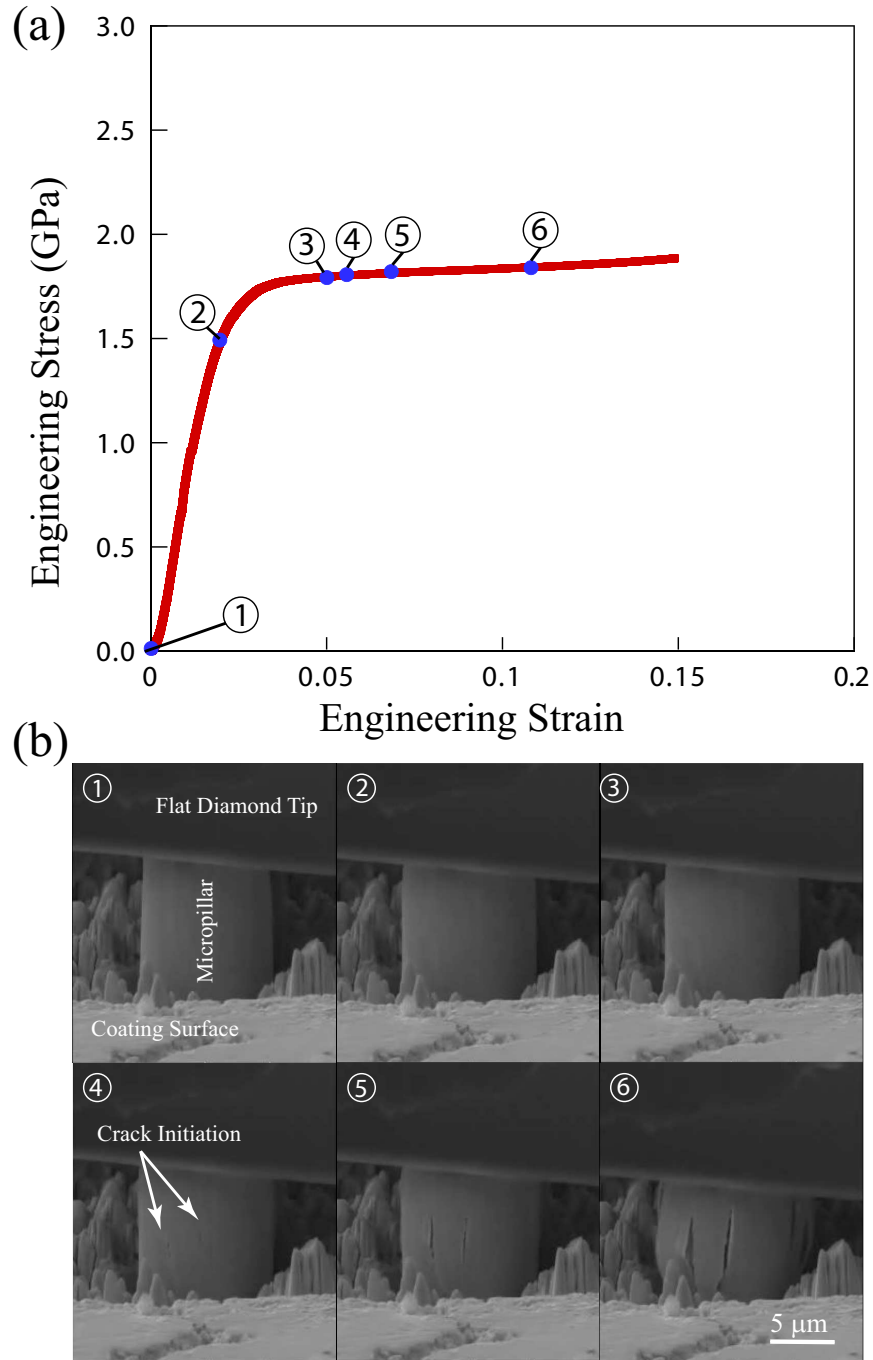 (a)
3.0
2.5
2.0
1.5
1.0
0.5
0.0
Engineering Stress (GPa)
①
②
③
④
⑤
⑥
0
0.05
0.1
0.15
0.2
Engineering Strain
(b)
①
Flat Diamond Tip
Micropillar
Coating Surface
②
③
④
Crack Initiation
⑤
⑥
5 μm